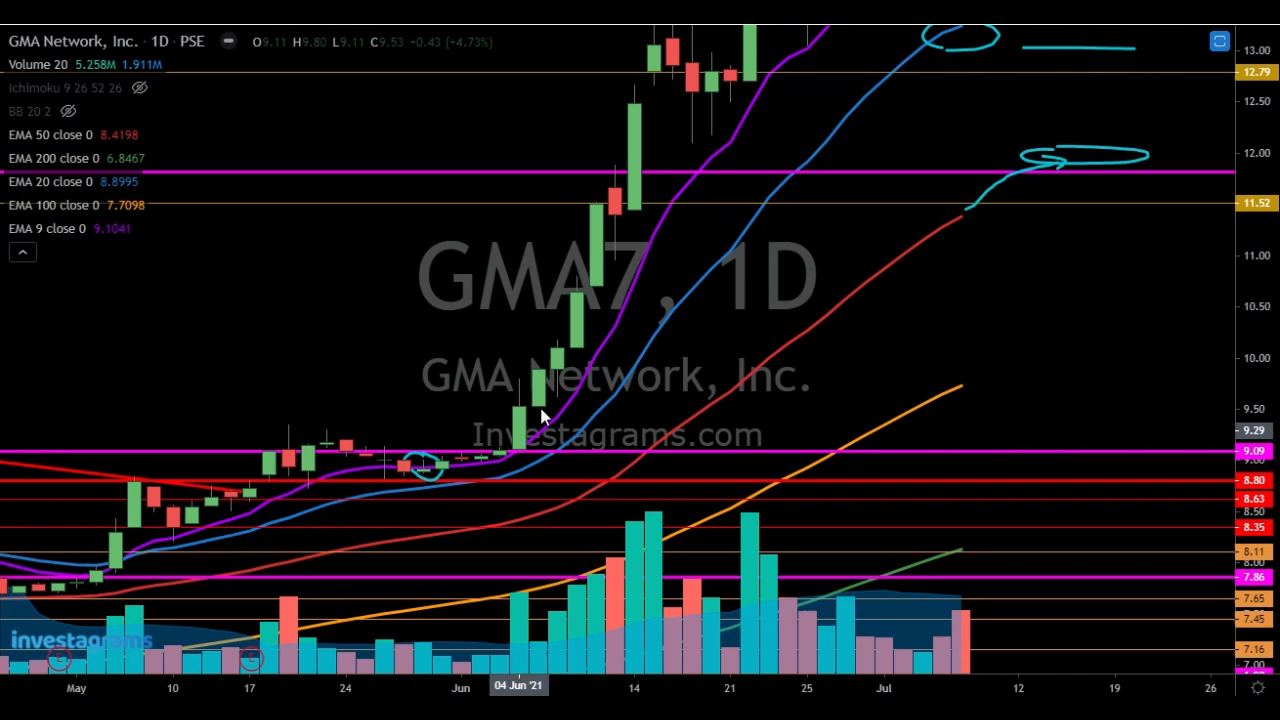 GMA Network, Inc. · 1D · PSE O9.11 H9.80 L9.11 C9.53 +0.43 (+4.73%)
Volume 20 5.258M 1.911M
Ichimoku 9 26 52 26
BB 20 2
EMA 50 close 0 8.4198
EMA 200 close 0 6.8467
EMA 20 close 0 8.8995
EMA 100 close 0 7.7098
EMA 9 close 0 9.1041
GMA7, 1D
GMA Network, Inc.
Investagrams.com
13.00
12.79
12.50
12.00
11.52
11.00
10.50
10.00
9.50
9.29
9.09
9.00
8.80
8.63
8.50
8.35
8.11
8.00
7.86
7.65
7.45
7.16
7.00
investagrams
E
E
May 10 17 24 Jun 04 Jun '21 14 21 25 Jul 12 19 26